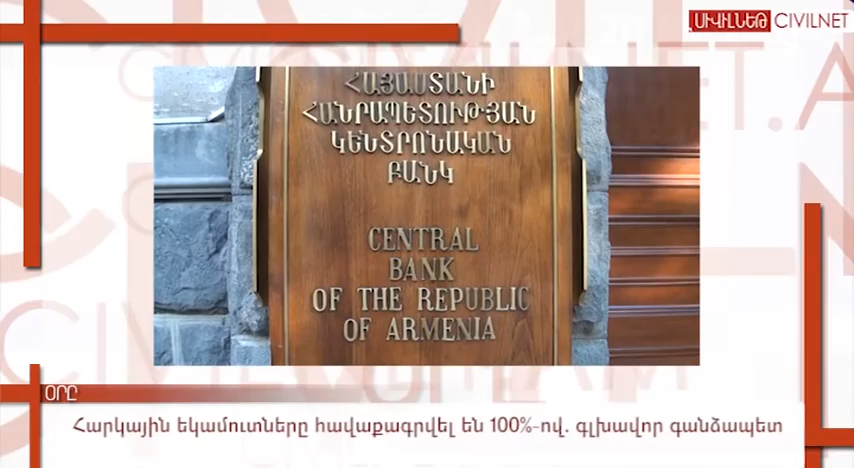 ՍԻՎԻԼՆԵԹ CIVILNET
ՀԱՅԱՍՏԱՆԻ
ՀԱՆՐԱՊԵՏՈՒԹՅԱՆ
ԿԵՆՏՐՈՆԱԿԱՆ
ԲԱՆԿ
CENTRAL
BANK
OF THE REPUBLIC
OF ARMENIA
ՕՐԸ
Հարկային եկամուտները հավաքագրվել են 100%-ով. գլխավոր գանձապետ